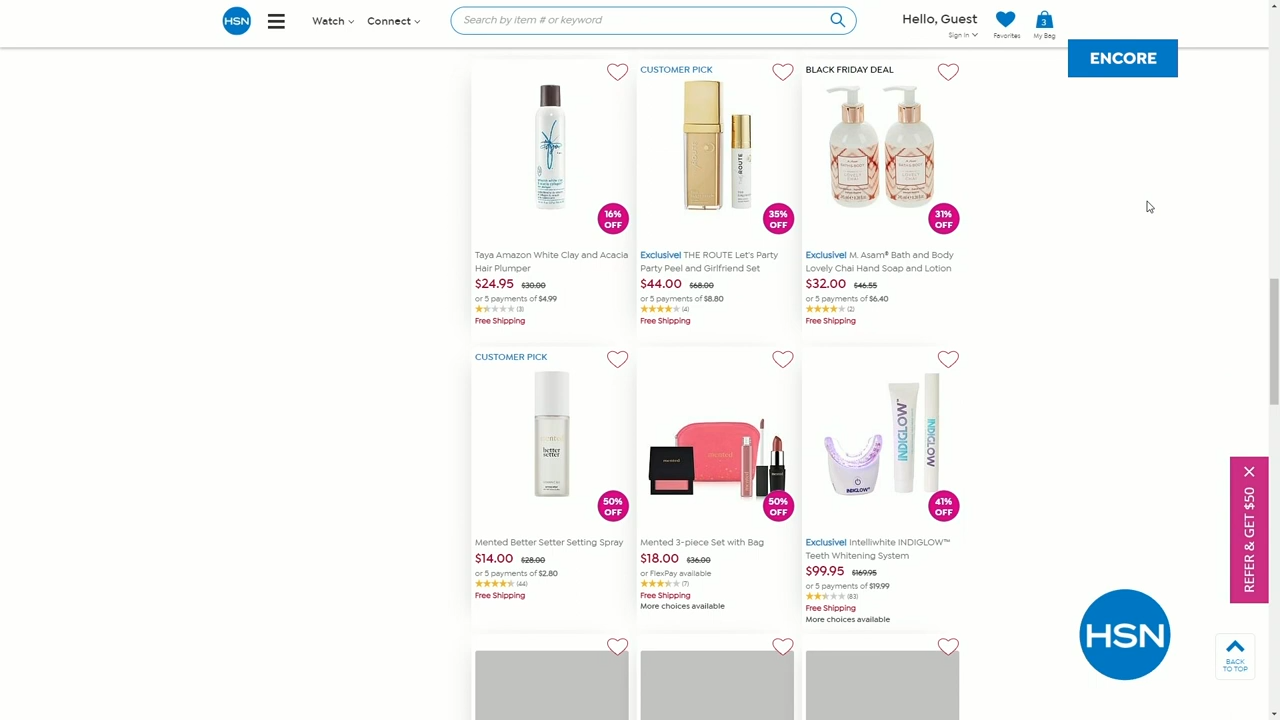 HSN
Watch
Connect
Search by item # or keyword
Hello, Guest
Sign In
Favorites
3
My Bag
ENCORE
CUSTOMER PICK
BLACK FRIDAY DEAL
16%
OFF
35%
OFF
31%
OFF
Taya Amazon White Clay and Acacia
Hair Plumper
$24.95 $30.00
or 5 payments of $4.99
(3)
Free Shipping
Exclusive! THE ROUTE Let's Party
Party Peel and Girlfriend Set
$44.00 $68.00
or 5 payments of $8.80
(4)
Free Shipping
Exclusive! M. Asam® Bath and Body
Lovely Chai Hand Soap and Lotion
$32.00 $46.55
or 5 payments of $6.40
(2)
Free Shipping
CUSTOMER PICK
mented
better
setter
mented
INDIGLOW™
INDIGLOW
INDIGLOW
50%
OFF
50%
OFF
41%
OFF
Mented Better Setter Setting Spray
$14.00 $28.00
or 5 payments of $2.80
(44)
Free Shipping
Mented 3-piece Set with Bag
$18.00 $36.00
or FlexPay available
(7)
Free Shipping
More choices available
Exclusive! Intelliwhite INDIGLOW™
Teeth Whitening System
$99.95 $169.95
or 5 payments of $19.99
(83)
Free Shipping
More choices available
REFER & GET $50
HSN
BACK
TO TOP